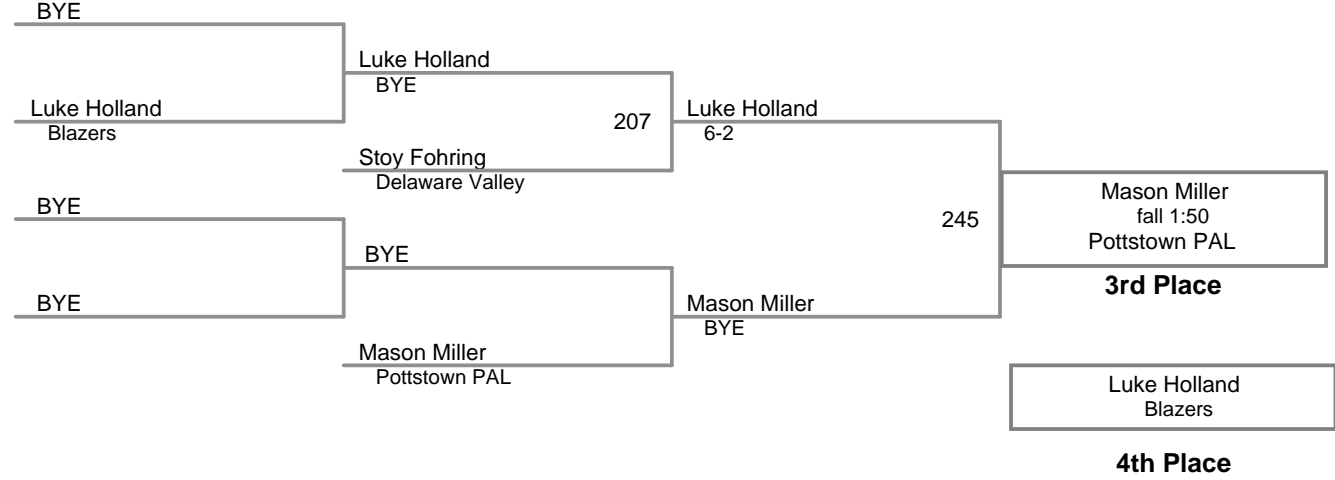 BYE
Luke Holland
BYE
Luke Holland
Blazers
207
Luke Holland
6-2
Stoy Fohring
Delaware Valley
BYE
245
Mason Miller
fall 1:50
Pottstown PAL
BYE
3rd Place
BYE
Mason Miller
BYE
Mason Miller
Pottstown PAL
Luke Holland
Blazers
4th Place